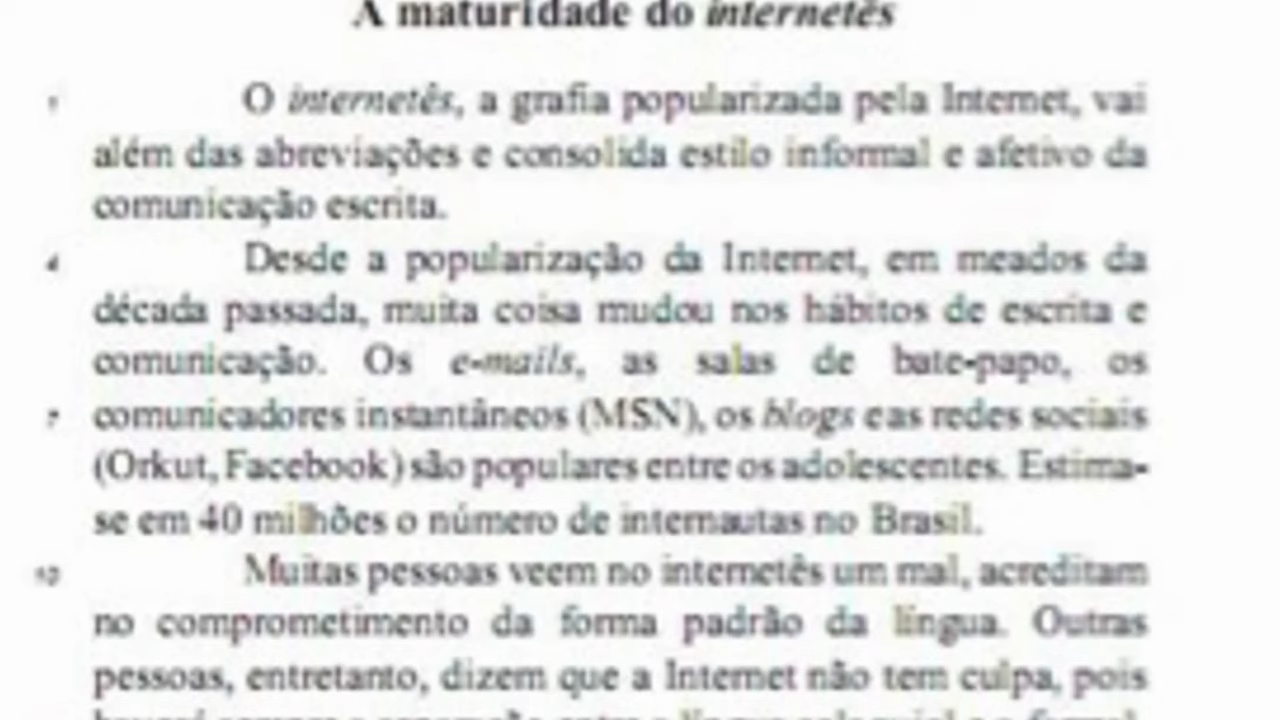 A maturidade do internetês
1 O internetês, a grafia popularizada pela Internet, vai
além das abreviações e consolida estilo informal e afetivo da
comunicação escrita.
4 Desde a popularização da Internet, em meados da
década passada, muita coisa mudou nos hábitos de escrita e
comunicação. Os e-mails, as salas de bate-papo, os
7 comunicadores instantâneos (MSN), os blogs e as redes sociais
(Orkut, Facebook) são populares entre os adolescentes. Estima-
se em 40 milhões o número de internautas no Brasil.
10 Muitas pessoas veem no internetês um mal, acreditam
no comprometimento da forma padrão da língua. Outras
pessoas, entretanto, dizem que a Internet não tem culpa, pois